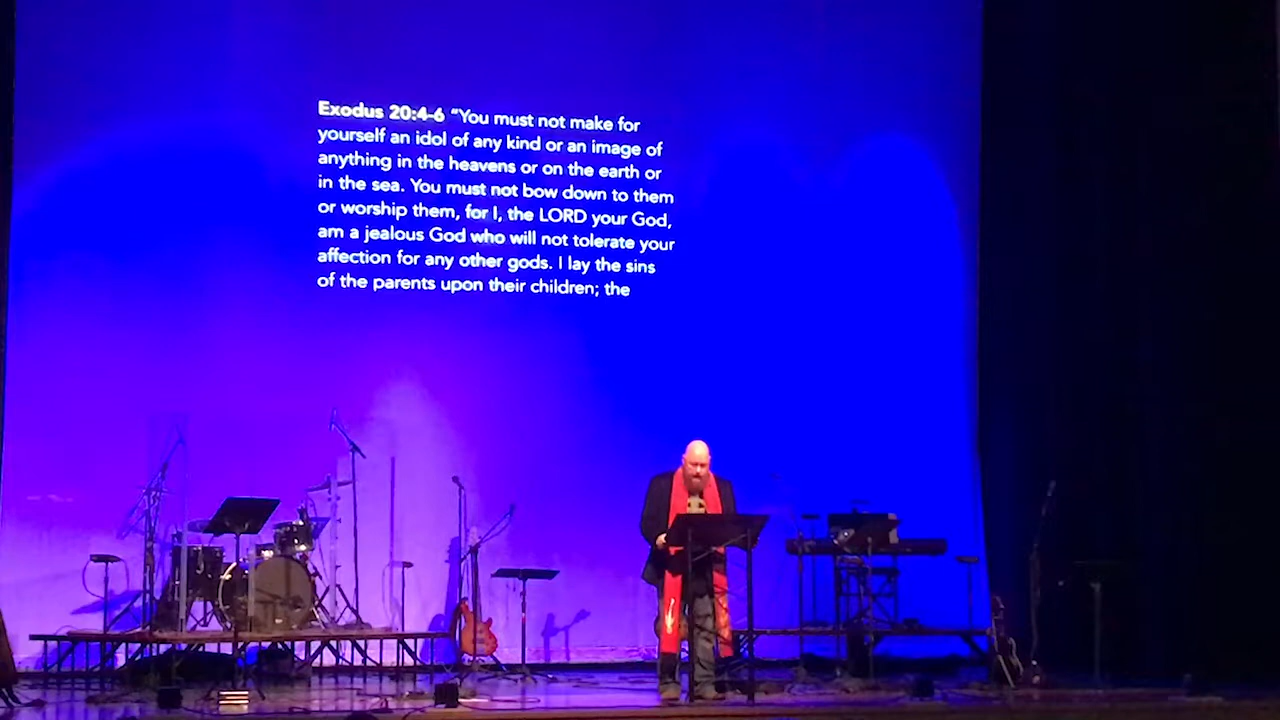 Exodus 20:4-6 “You must not make for
yourself an idol of any kind or an image of
anything in the heavens or on the earth or
in the sea. You must not bow down to them
or worship them, for I, the LORD your God,
am a jealous God who will not tolerate your
affection for any other gods. I lay the sins
of the parents upon their children; the